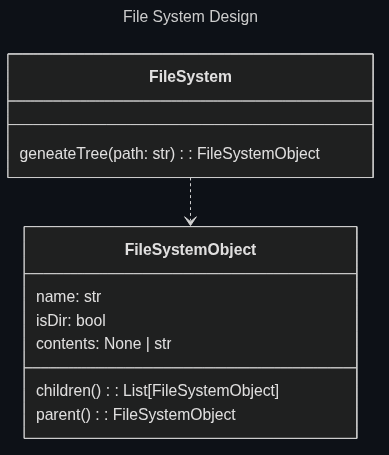 File System Design
FileSystem
geneateTree(path: str) : : FileSystemObject
FileSystemObject
name: str
isDir: bool
contents: None | str
children() : : List[FileSystemObject]
parent() : : FileSystemObject